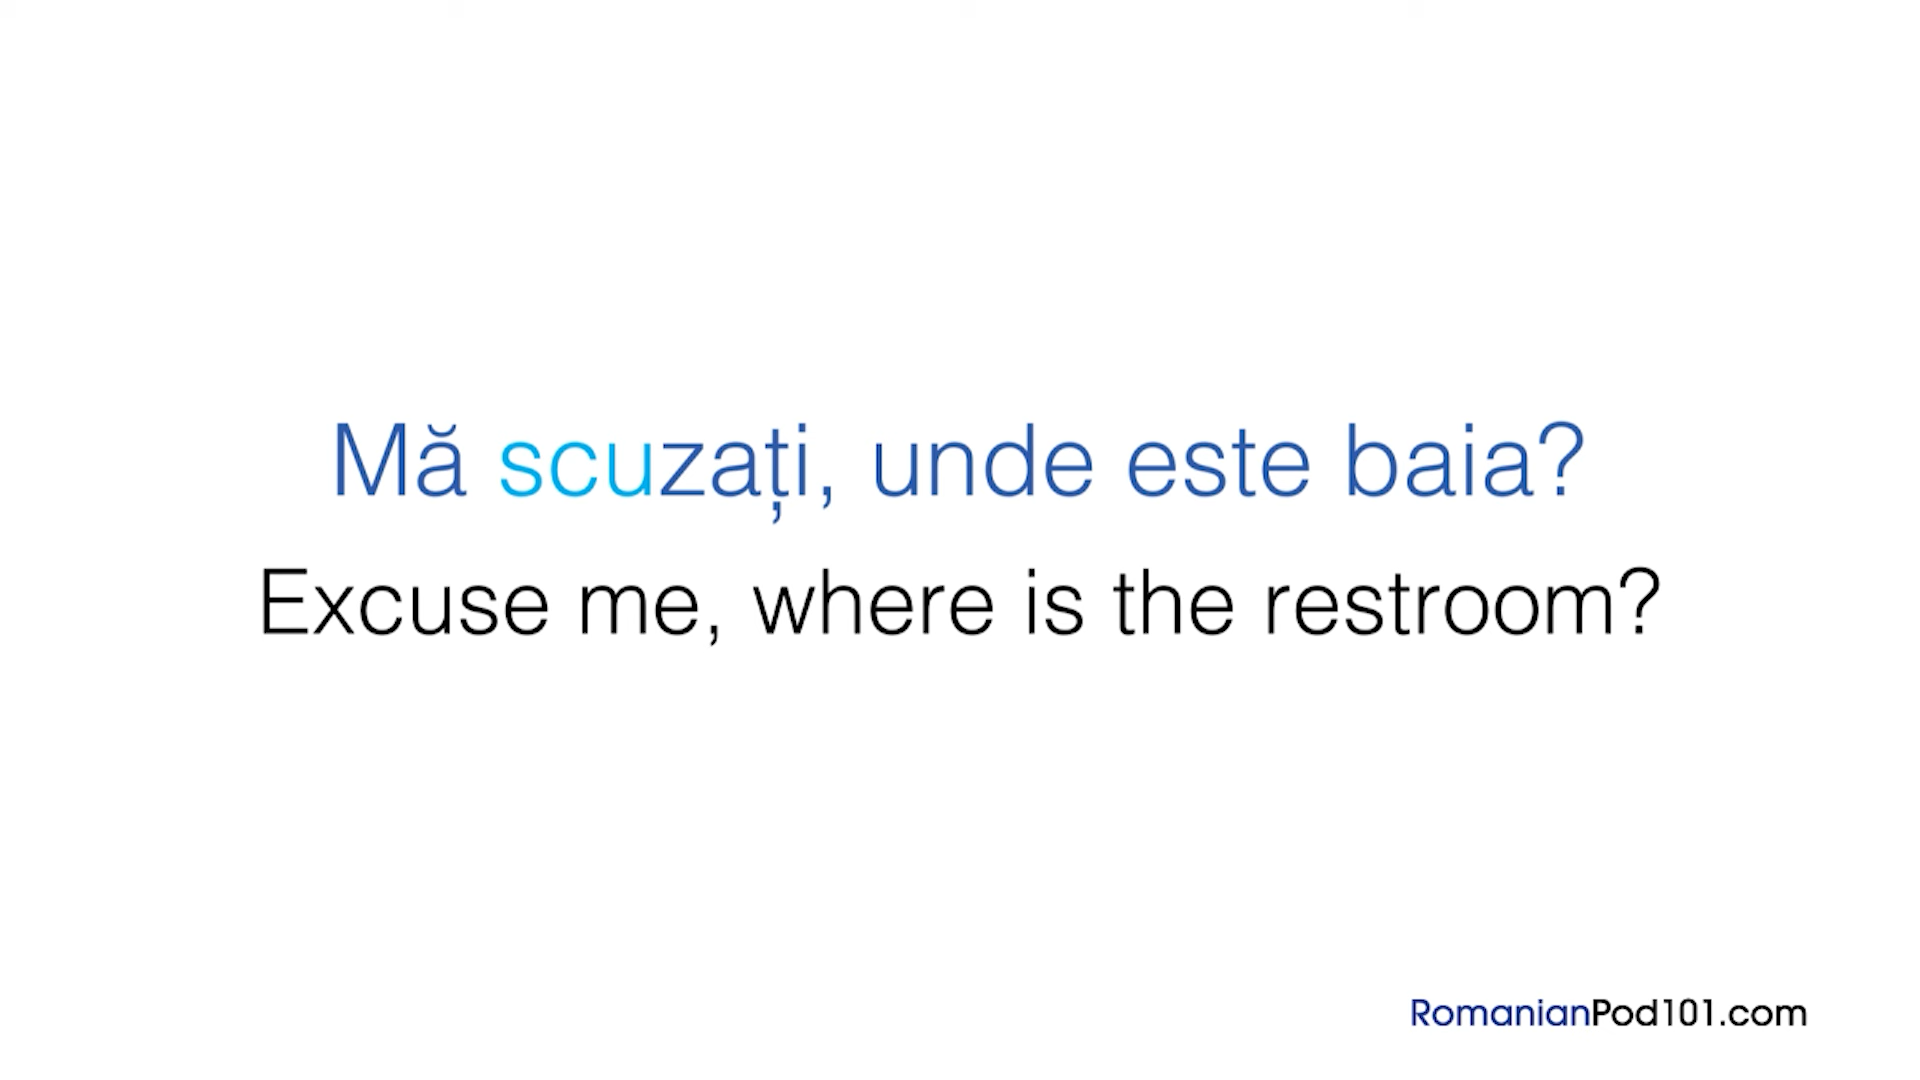 Mă scuzați, unde este baia?
Excuse me, where is the restroom?
RomanianPod101.com